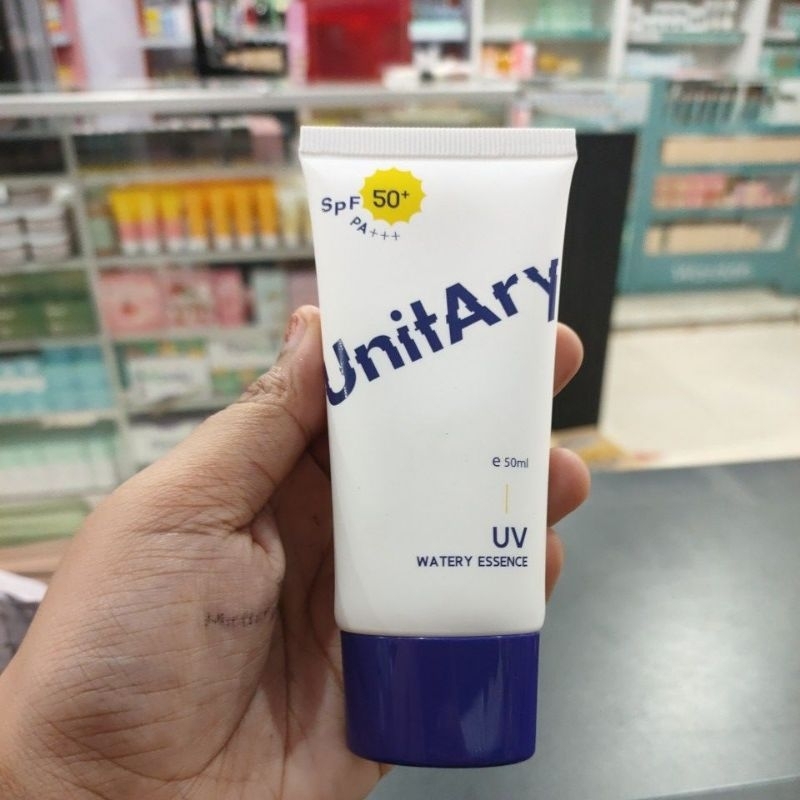 SpF 50+
PA+++
UnitAry
e 50ml
UV
WATERY ESSENCE